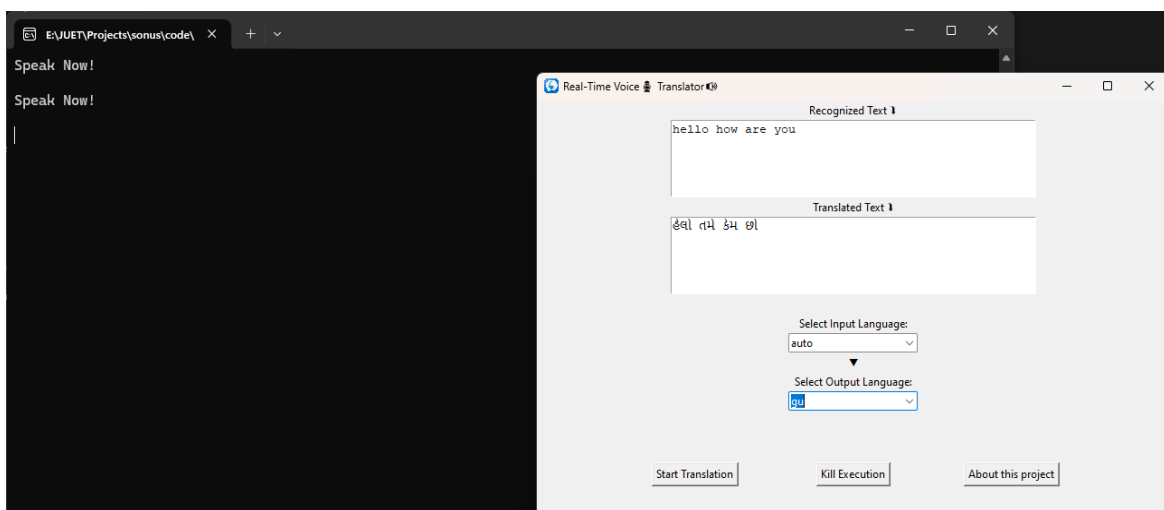 E:\JUET\Projects\sonus\code\
Speak Now!
Speak Now!
Real-Time Voice Translator
Recognized Text
hello how are you
Translated Text
હેલો તમે કેમ છો
Select Input Language:
auto
▼
Select Output Language:
gu
Start Translation Kill Execution About this project